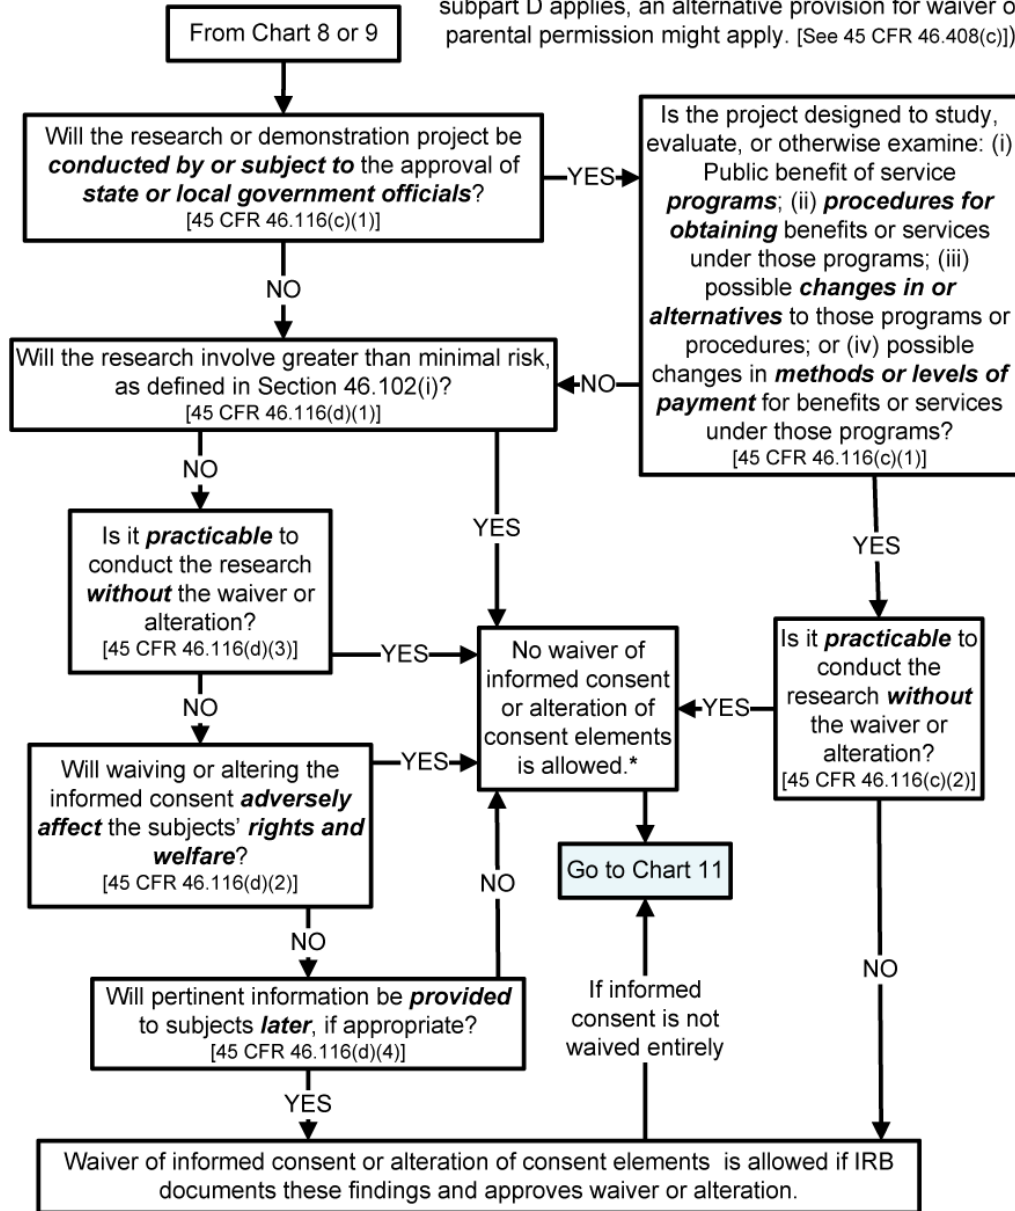 subpart D applies, an alternative provision for waiver o
parental permission might apply. [See 45 CFR 46.408(c)])
From Chart 8 or 9
Will the research or demonstration project be
conducted by or subject to the approval of
state or local government officials?
[45 CFR 46.116(c)(1)]
YES
Is the project designed to study,
evaluate, or otherwise examine: (i)
Public benefit of service
programs; (ii) procedures for
obtaining benefits or services
under those programs; (iii)
possible changes in or
alternatives to those programs or
procedures; or (iv) possible
changes in methods or levels of
payment for benefits or services
under those programs?
[45 CFR 46.116(c)(1)]
NO
NO
Will the research involve greater than minimal risk,
as defined in Section 46.102(i)?
[45 CFR 46.116(d)(1)]
NO
YES
YES
Is it practicable to
conduct the research
without the waiver or
alteration?
[45 CFR 46.116(d)(3)]
YES
No waiver of
informed consent
or alteration of
consent elements
is allowed.*
YES
Is it practicable to
conduct the
research without
the waiver or
alteration?
[45 CFR 46.116(c)(2)]
NO
Will waiving or altering the
informed consent adversely
affect the subjects' rights and
welfare?
[45 CFR 46.116(d)(2)]
YES
Go to Chart 11
NO
NO
NO
Will pertinent information be provided
to subjects later, if appropriate?
[45 CFR 46.116(d)(4)]
If informed
consent is not
waived entirely
YES
Waiver of informed consent or alteration of consent elements is allowed if IRB
documents these findings and approves waiver or alteration.